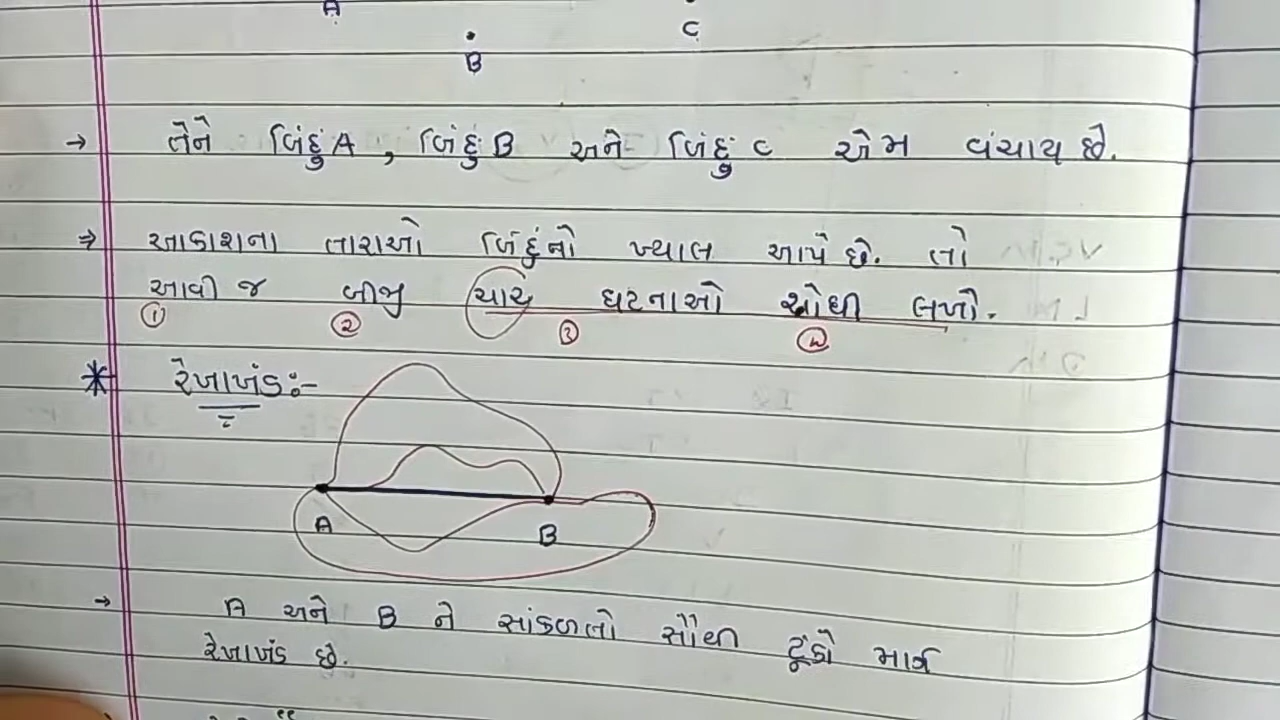 A
B
C
→ તેને બિંદુ A , બિંદુ B અને બિંદુ C એમ વંચાય છે.
⇒ આકાશના તારાઓ બિંદુનો ખ્યાલ આપે છે. તો
આવી જ બીજી ચાર ઘટનાઓ શોધી લખો.
① ② ③ ④
* રેખાખંડ:-
A B
→ A અને B ને સાંકળતો સૌથી ટૂંકો માર્ગ
રેખાખંડ છે.